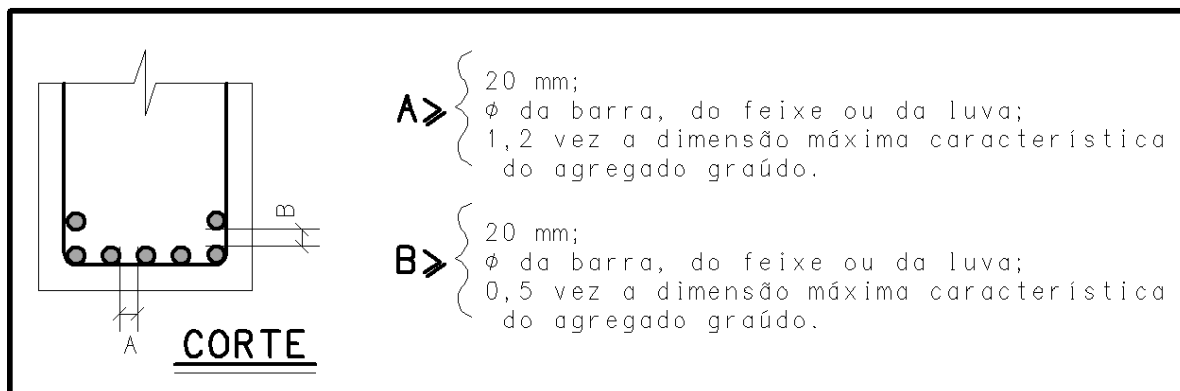 A ≥
20 mm;
ø da barra, do feixe ou da luva;
1,2 vez a dimensão máxima característica
do agregado graúdo.
B ≥
20 mm;
ø da barra, do feixe ou da luva;
0,5 vez a dimensão máxima característica
do agregado graúdo.
B
A
CORTE